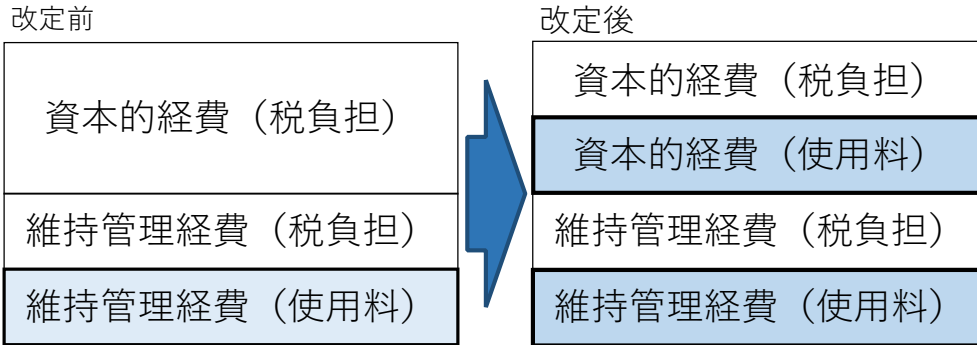 改定前
資本的経費（税負担）
維持管理経費（税負担）
維持管理経費（使用料）
改定後
資本的経費（税負担）
資本的経費（使用料）
維持管理経費（税負担）
維持管理経費（使用料）